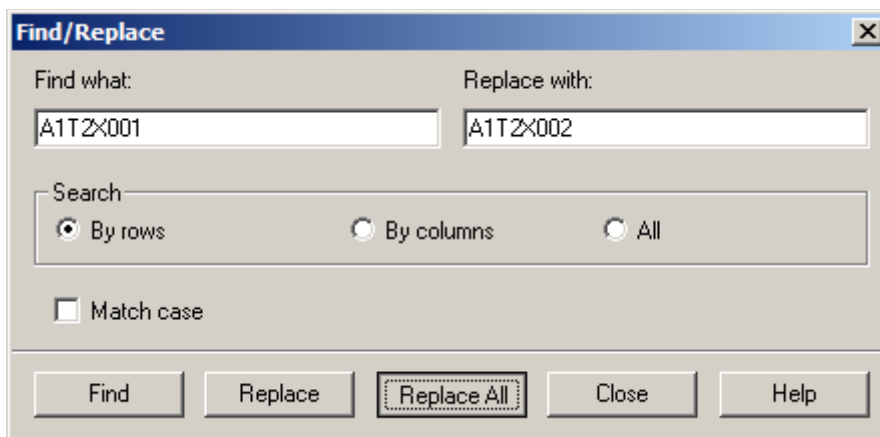 Find/Replace
Find what: Replace with:
A1T2X001 A1T2X002
Search
By rows By columns All
Match case
Find Replace Replace All Close Help